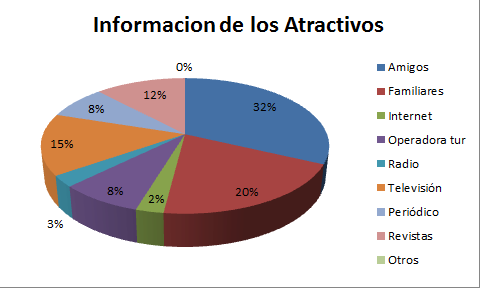 Informacion de los Atractivos
0%
32%
20%
2%
8%
3%
15%
8%
12%
Amigos
Familiares
Internet
Operadora tur
Radio
Televisión
Periódico
Revistas
Otros